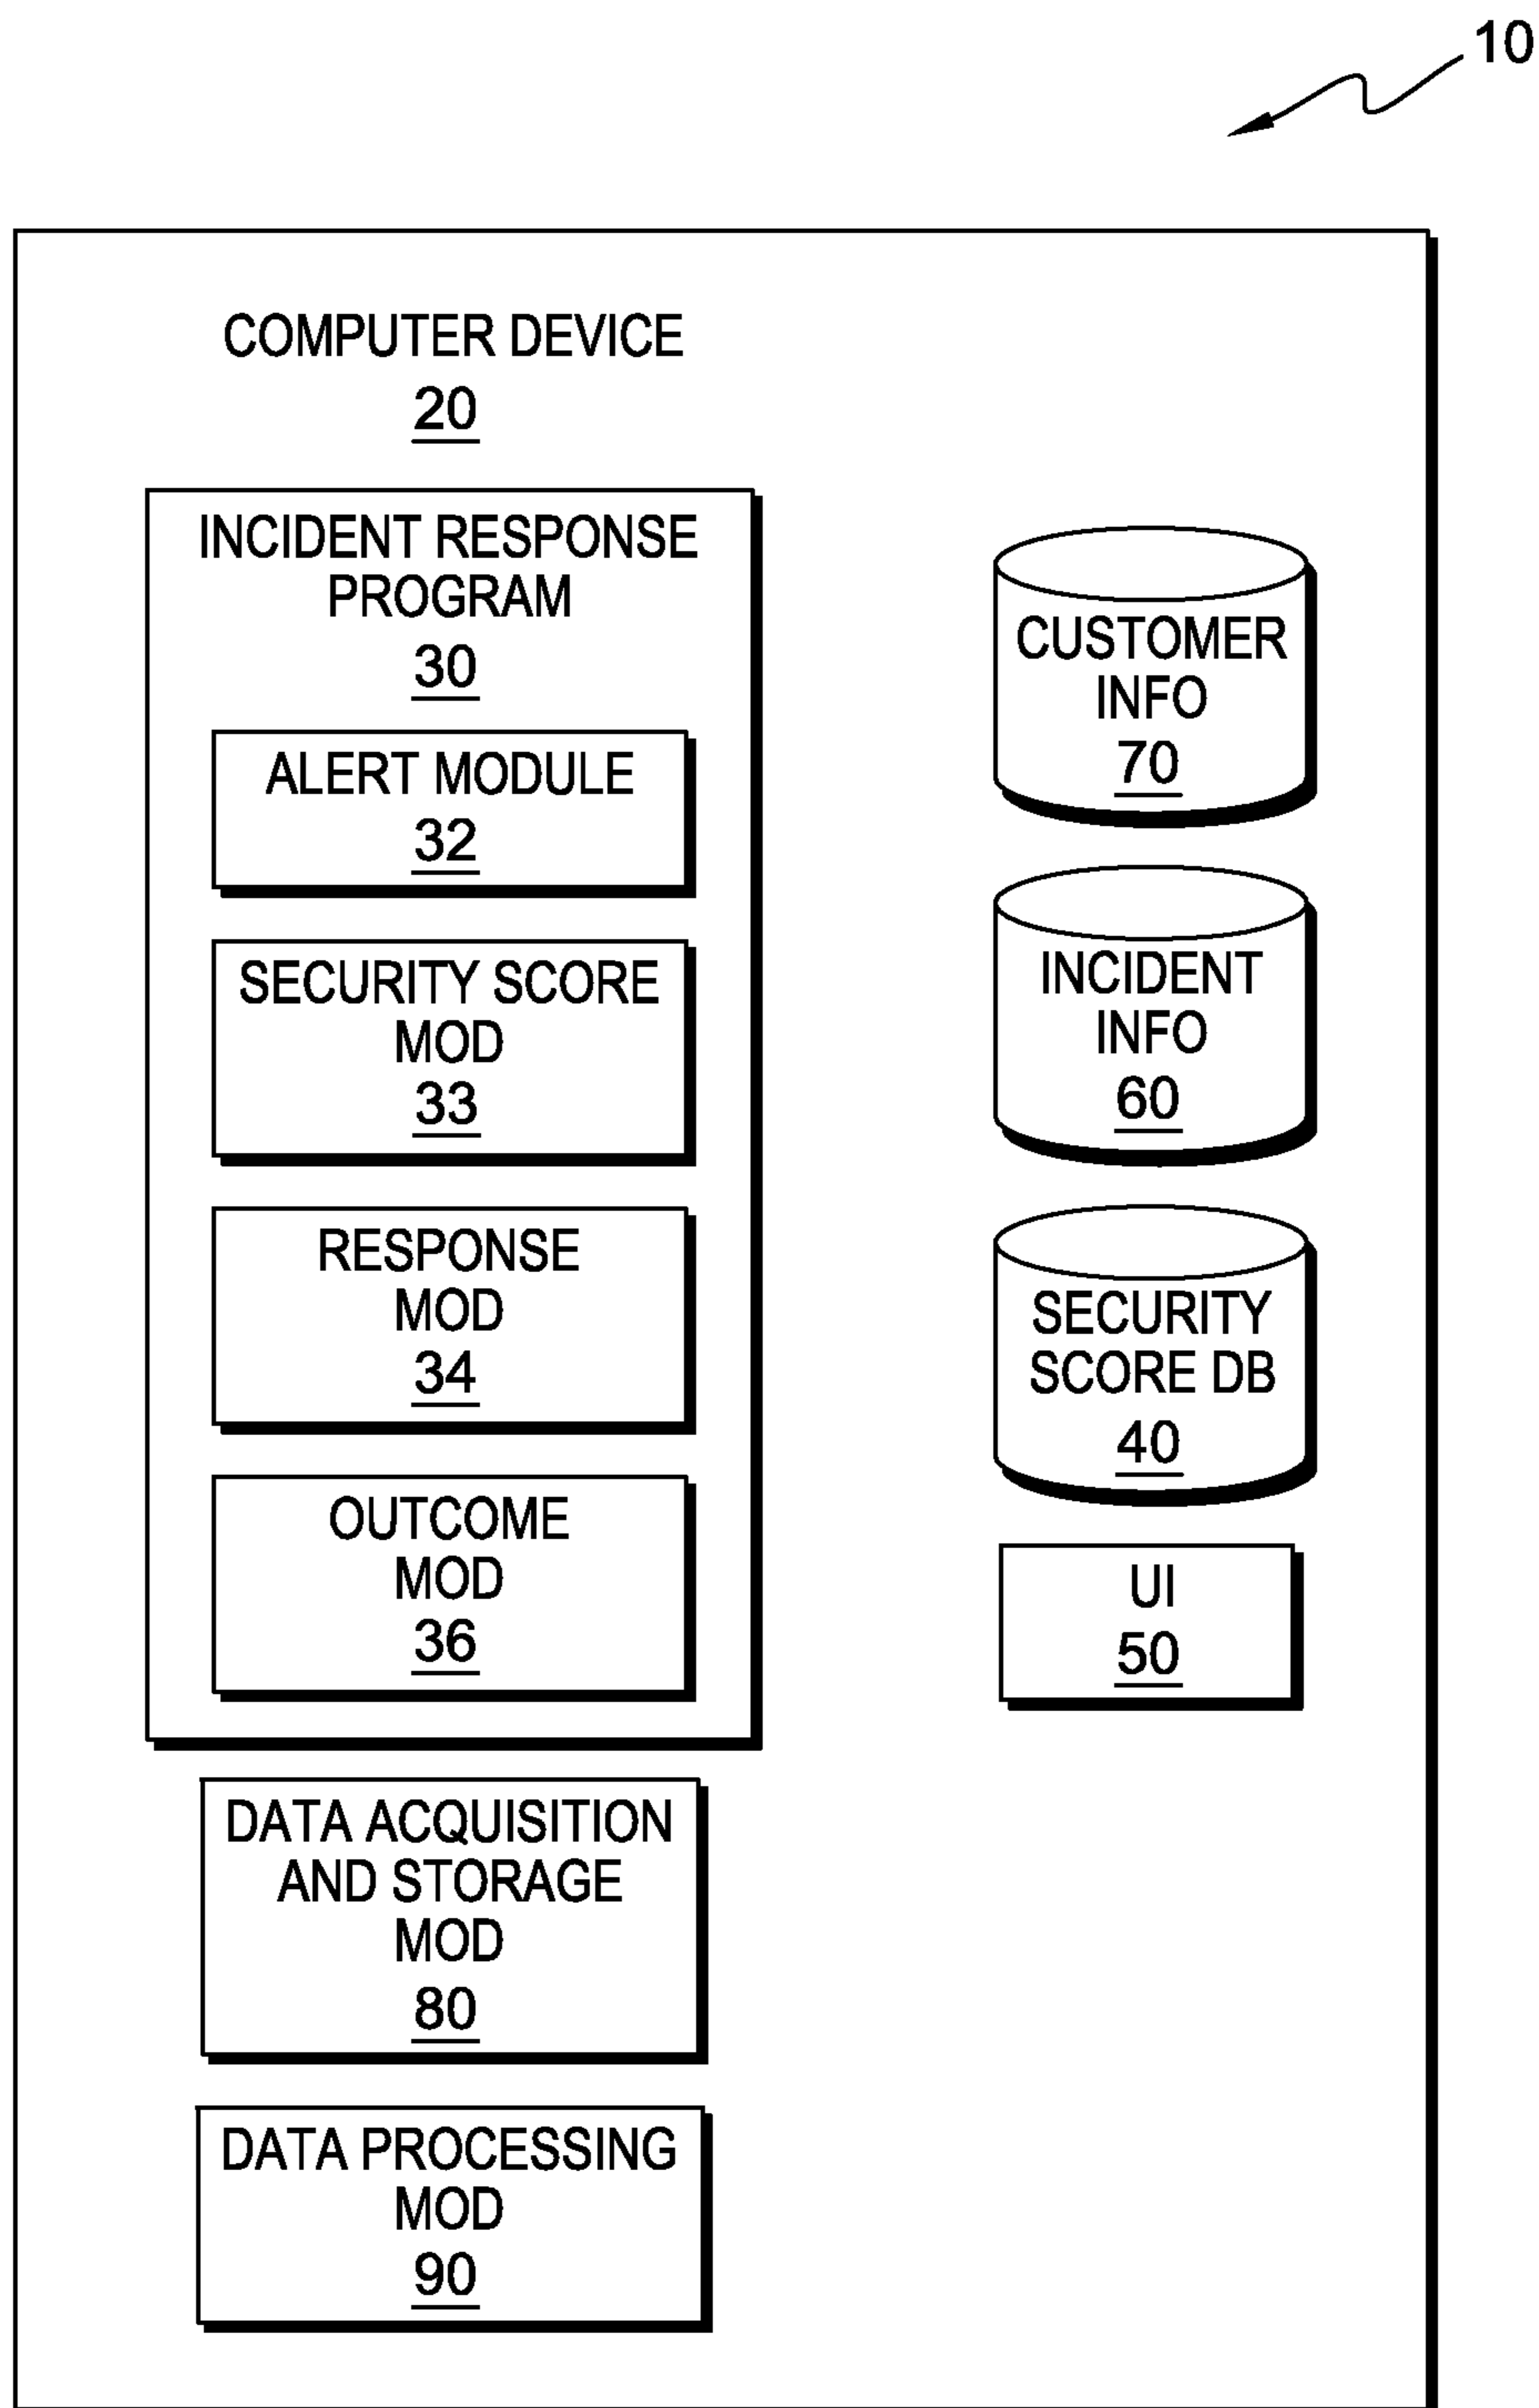 10
COMPUTER DEVICE
20
INCIDENT RESPONSE
PROGRAM
30
ALERT MODULE
32
SECURITY SCORE
MOD
33
RESPONSE
MOD
34
OUTCOME
MOD
36
DATA ACQUISITION
AND STORAGE
MOD
80
DATA PROCESSING
MOD
90
CUSTOMER
INFO
70
INCIDENT
INFO
60
SECURITY
SCORE DB
40
UI
50